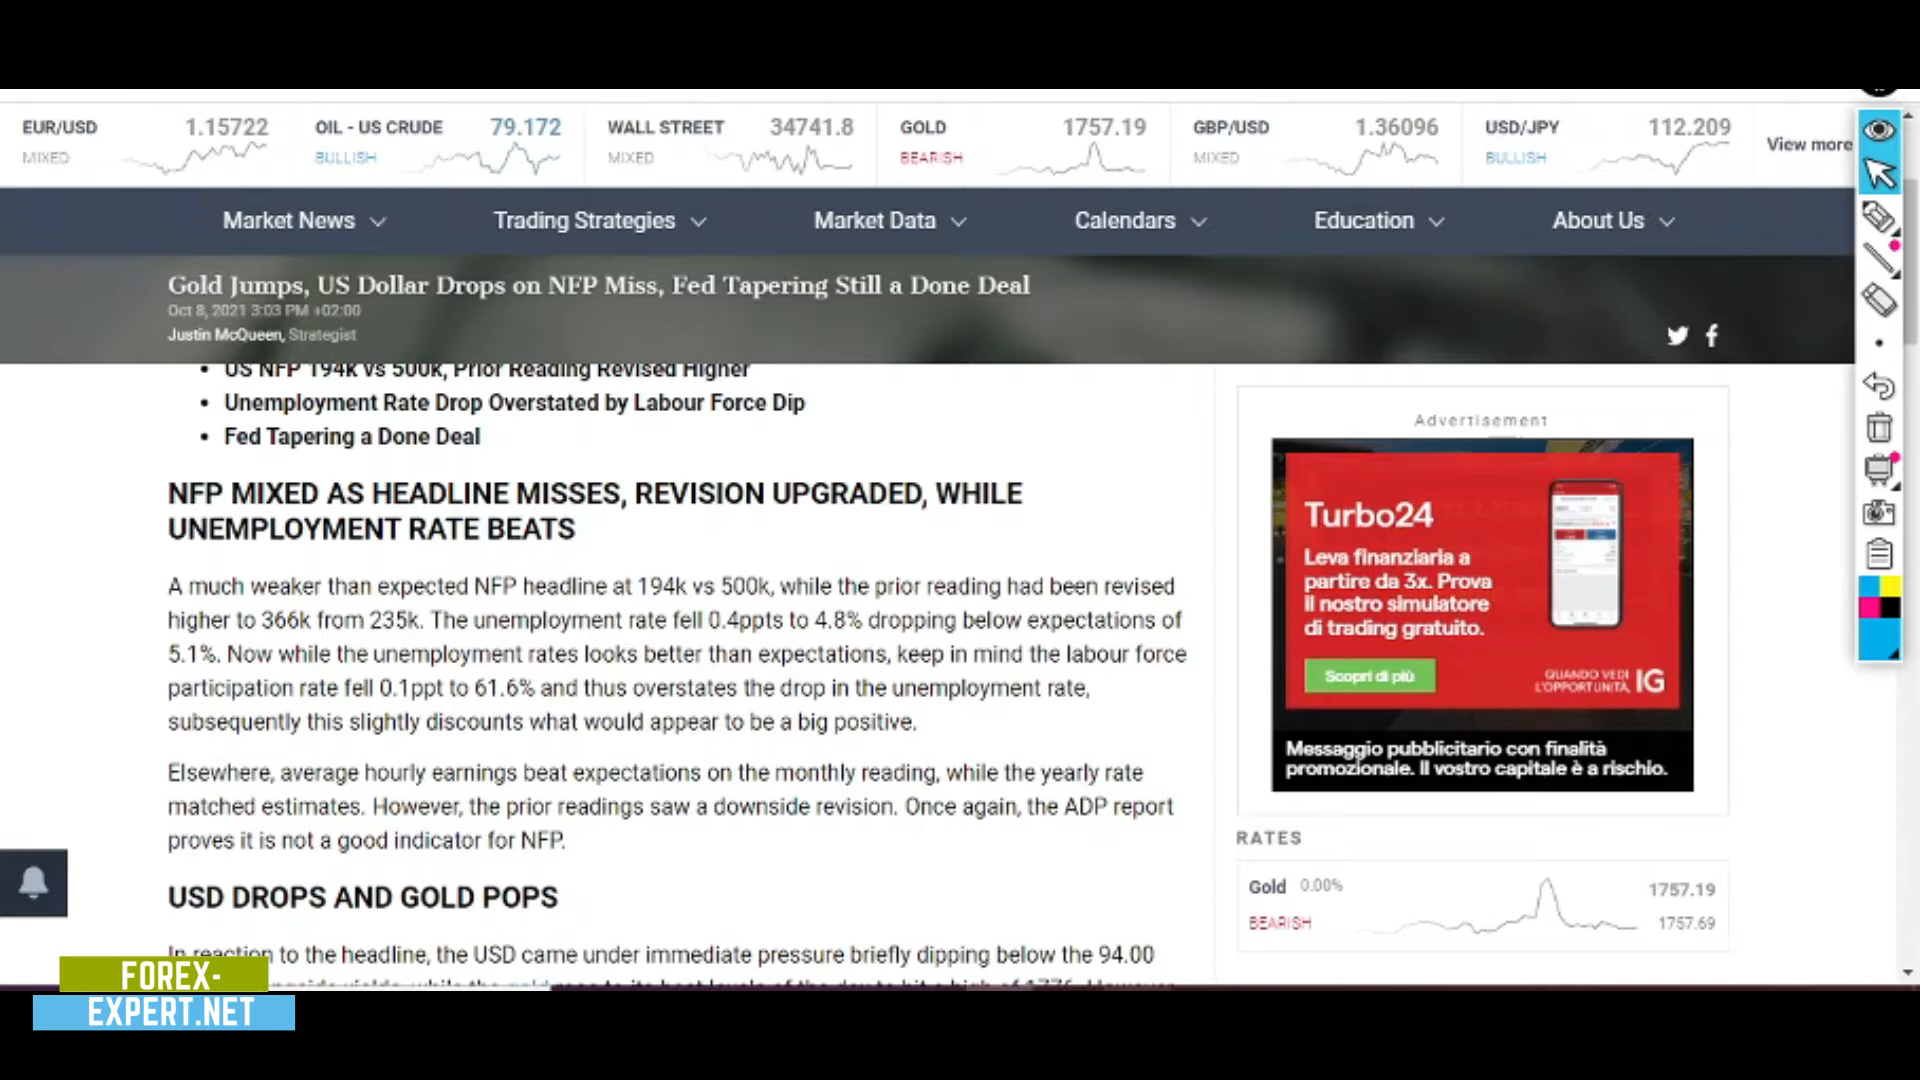 EUR/USD 1.15722 OIL - US CRUDE 79.172 WALL STREET 34741.8 GOLD 1757.19 GBP/USD 1.36096 USD/JPY 112.209
View more
MIXED BULLISH MIXED BEARISH MIXED BULLISH
Market News Trading Strategies Market Data Calendars Education About Us
Gold Jumps, US Dollar Drops on NFP Miss, Fed Tapering Still a Done Deal
Oct 8, 2021 3:03 PM +02:00
Justin McQueen, Strategist
• US NFP 194k vs 500k, Prior Reading Revised Higher
• Unemployment Rate Drop Overstated by Labour Force Dip
• Fed Tapering a Done Deal
NFP MIXED AS HEADLINE MISSES, REVISION UPGRADED, WHILE
UNEMPLOYMENT RATE BEATS
A much weaker than expected NFP headline at 194k vs 500k, while the prior reading had been revised
higher to 366k from 235k. The unemployment rate fell 0.4ppts to 4.8% dropping below expectations of
5.1%. Now while the unemployment rates looks better than expectations, keep in mind the labour force
participation rate fell 0.1ppt to 61.6% and thus overstates the drop in the unemployment rate,
subsequently this slightly discounts what would appear to be a big positive.
Elsewhere, average hourly earnings beat expectations on the monthly reading, while the yearly rate
matched estimates. However, the prior readings saw a downside revision. Once again, the ADP report
proves it is not a good indicator for NFP.
USD DROPS AND GOLD POPS
In reaction to the headline, the USD came under immediate pressure briefly dipping below the 94.00
Advertisement
Turbo24
Leva finanziaria a
partire da 3x. Prova
il nostro simulatore
di trading gratuito.
Scopri di più
QUANDO VEDI
L'OPPORTUNITÀ, IG
Messaggio pubblicitario con finalità
promozionale. Il vostro capitale è a rischio.
RATES
Gold 0.00% 1757.19
BEARISH 1757.69
FOREX-
EXPERT.NET